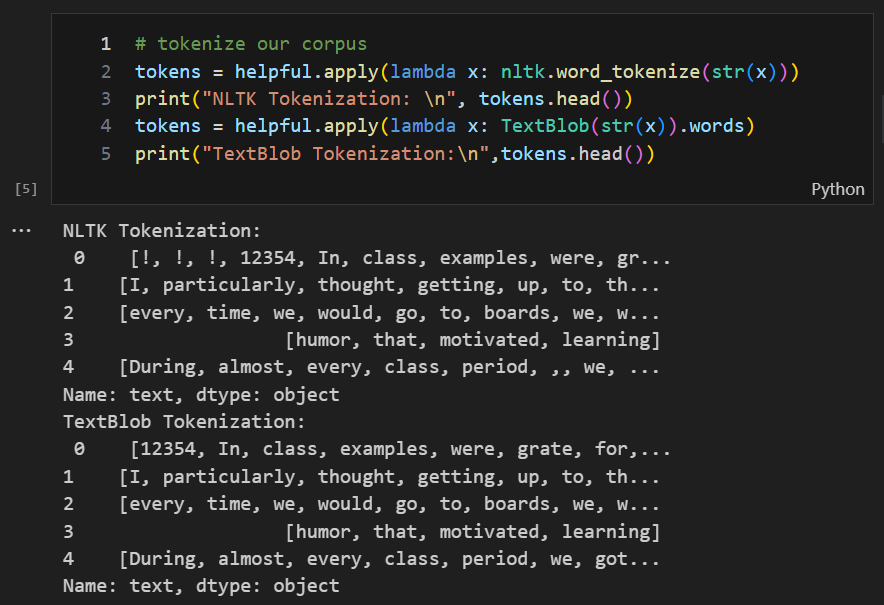 1 # tokenize our corpus
2 tokens = helpful.apply(lambda x: nltk.word_tokenize(str(x)))
3 print("NLTK Tokenization: \n", tokens.head())
4 tokens = helpful.apply(lambda x: TextBlob(str(x)).words)
5 print("TextBlob Tokenization:\n",tokens.head())
[5] Python
... NLTK Tokenization:
0 [!, !, !, 12354, In, class, examples, were, gr...
1 [I, particularly, thought, getting, up, to, th...
2 [every, time, we, would, go, to, boards, we, w...
3 [humor, that, motivated, learning]
4 [During, almost, every, class, period, ,, we, ...
Name: text, dtype: object
TextBlob Tokenization:
0 [12354, In, class, examples, were, grate, for,...
1 [I, particularly, thought, getting, up, to, th...
2 [every, time, we, would, go, to, boards, we, w...
3 [humor, that, motivated, learning]
4 [During, almost, every, class, period, we, got...
Name: text, dtype: object